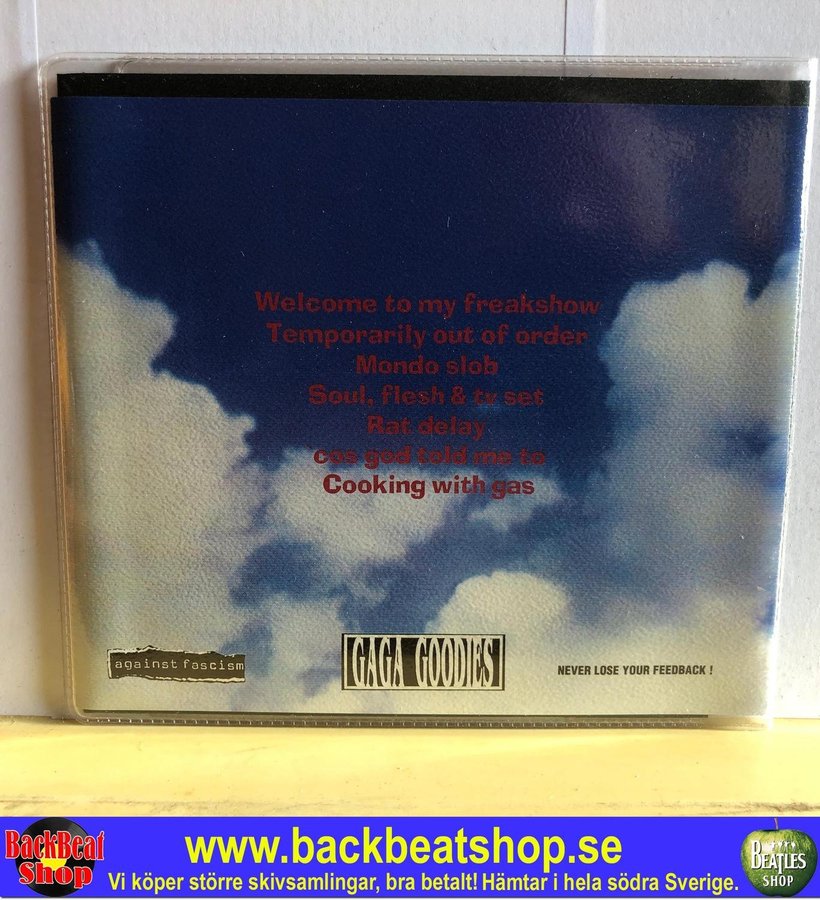 Welcome to my freakshow
Temporarily out of order
Mondo slob
Soul, flesh & tv set
Rat delay
cos god told me to
Cooking with gas
against fascism
GAGA GOODIES
NEVER LOSE YOUR FEEDBACK !
BackBeat
Shop
www.backbeatshop.se
Vi köper större skivsamlingar, bra betalt! Hämtar i hela södra Sverige.
BEATLES
SHOP